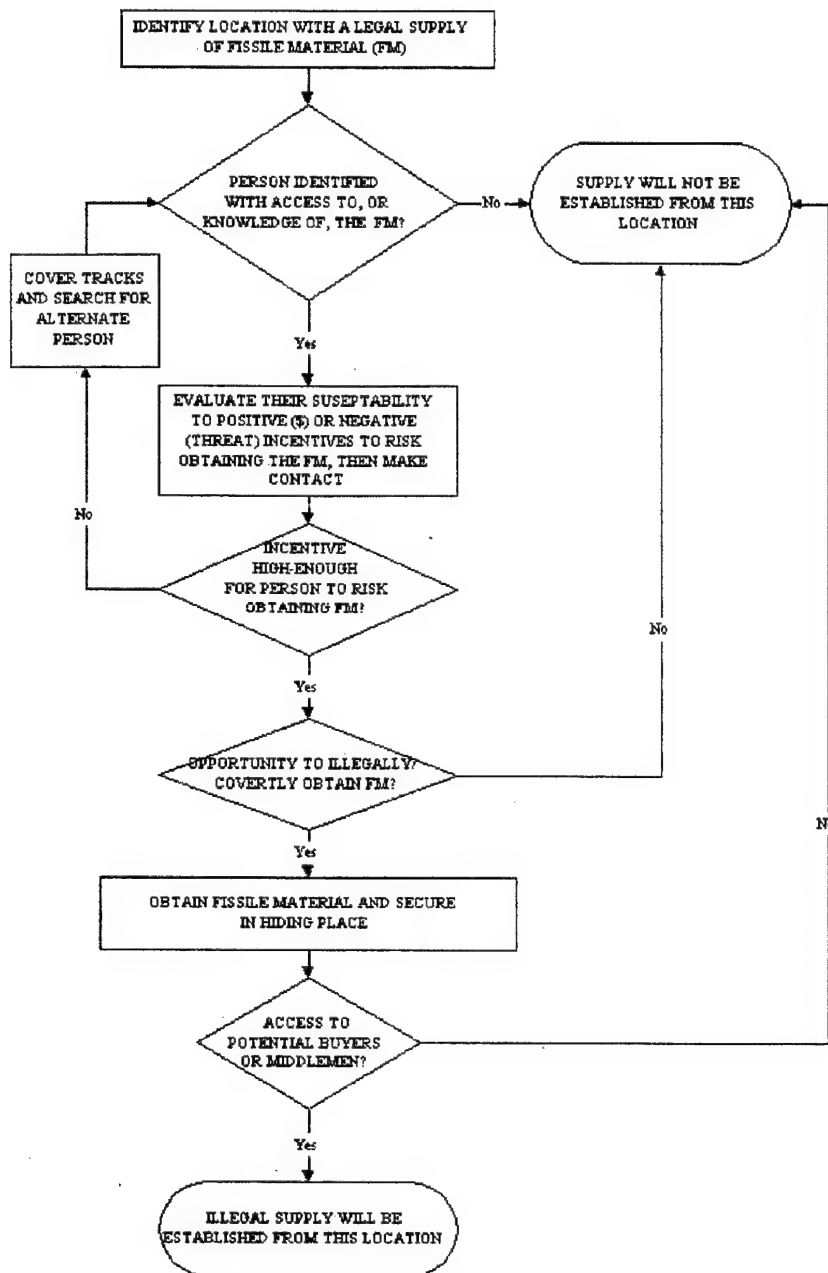 IDENTIFY LOCATION WITH A LEGAL SUPPLY
OF FISSILE MATERIAL (FM)
PERSON IDENTIFIED
WITH ACCESS TO, OR
KNOWLEDGE OF, THE FM?
No
SUPPLY WILL NOT BE
ESTABLISHED FROM THIS
LOCATION
COVER TRACKS
AND SEARCH FOR
ALTERNATE
PERSON
Yes
EVALUATE THEIR SUSEPTABILITY
TO POSITIVE ($) OR NEGATIVE
(THREAT) INCENTIVES TO RISK
OBTAINING THE FM, THEN MAKE
CONTACT
No
INCENTIVE
HIGH-ENOUGH
FOR PERSON TO RISK
OBTAINING FM?
No
Yes
OPPORTUNITY TO ILLEGALLY/
COVERTLY OBTAIN FM?
Yes
OBTAIN FISSILE MATERIAL AND SECURE
IN HIDING PLACE
ACCESS TO
POTENTIAL BUYERS
OR MIDDLEMEN?
Yes
ILLEGAL SUPPLY WILL BE
ESTABLISHED FROM THIS LOCATION